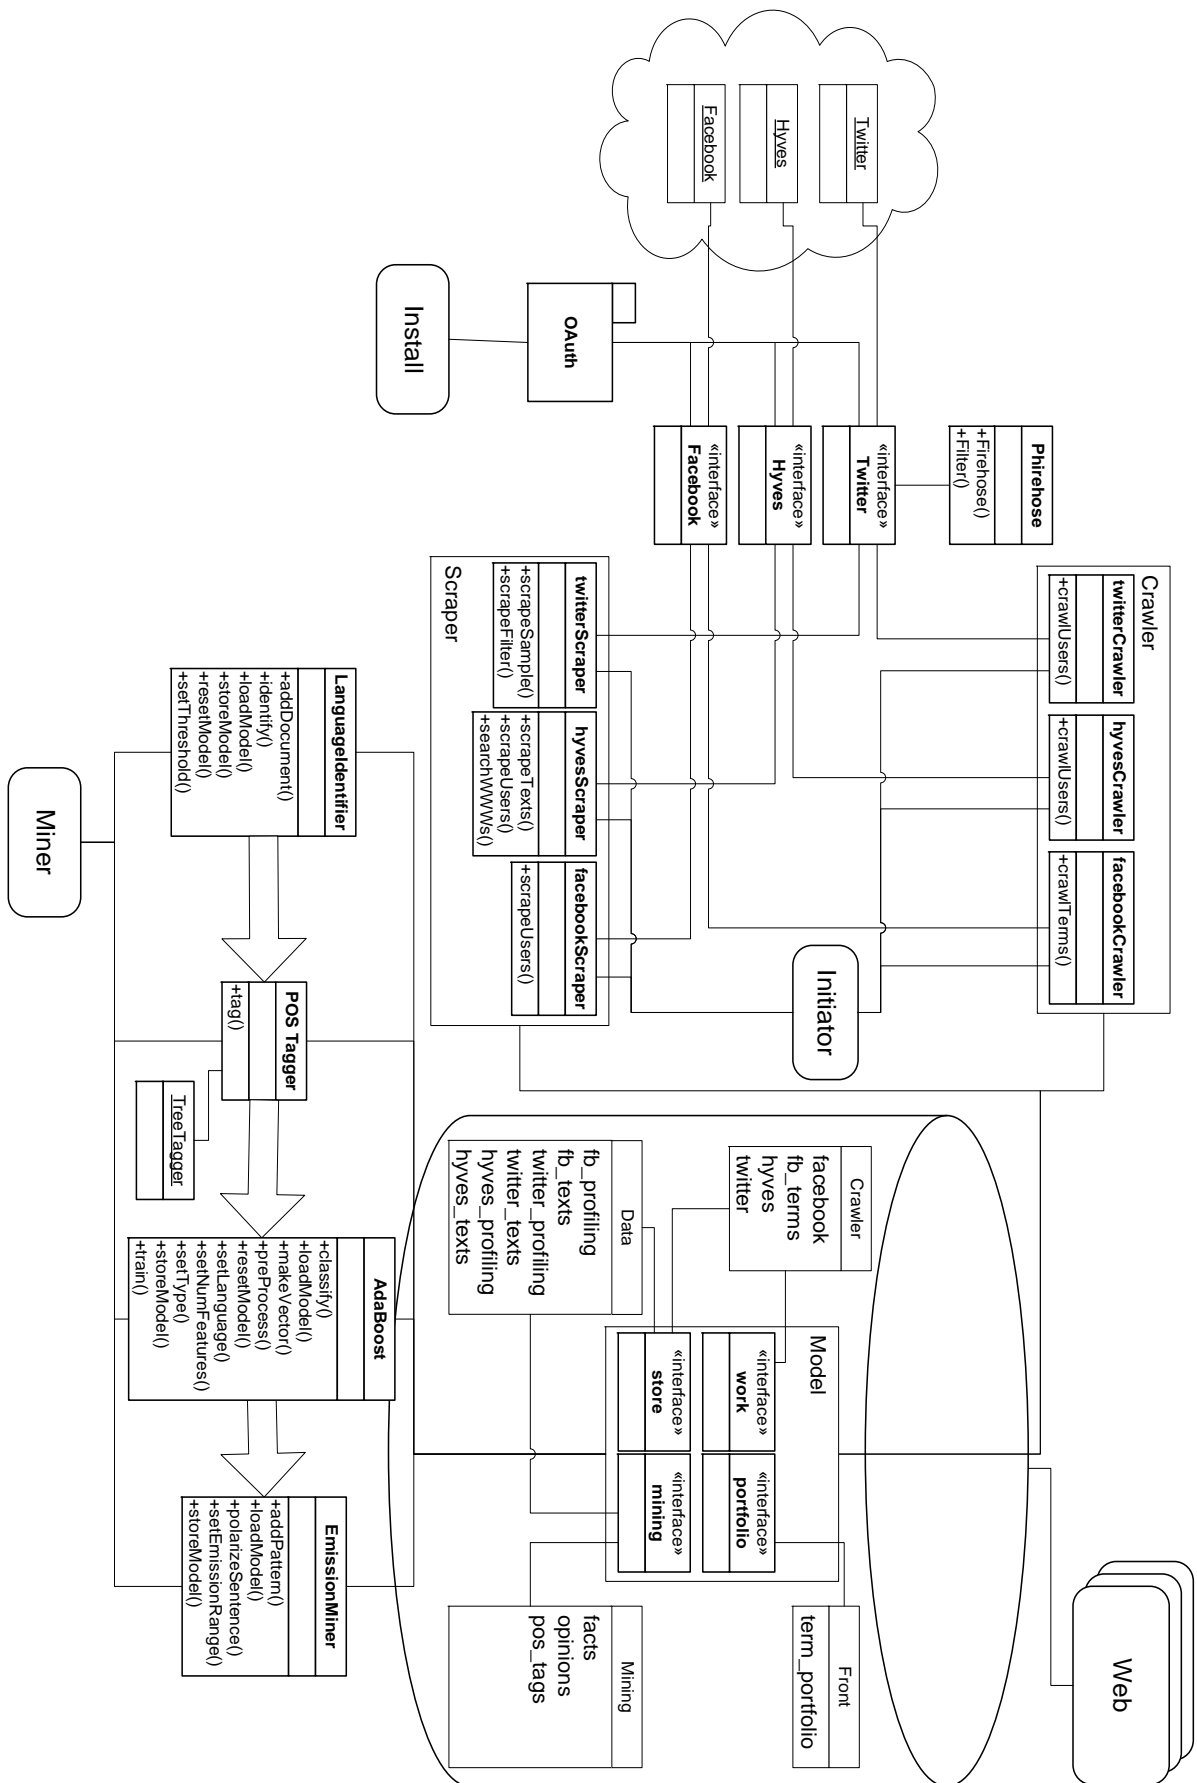 Twitter
Hyves
Facebook
Install
OAuth
Phirehose
+Firehose()
+Filter()
«interface»
Twitter
«interface»
Hyves
«interface»
Facebook
Crawler
twitterCrawler
+crawlUsers()
hyvesCrawler
+crawlUsers()
facebookCrawler
+crawlTerms()
Scraper
twitterScraper
+scrapeSample()
+scrapeFilter()
hyvesScraper
+scrapeTexts()
+scrapeUsers()
+searchWWWs()
facebookScraper
+scrapeUsers()
Initiator
Web
Crawler
facebook
fb_terms
hyves
twitter
Data
fb_profiling
fb_texts
twitter_profiling
twitter_texts
hyves_profiling
hyves_texts
Model
«interface»
work
«interface»
portfolio
«interface»
store
«interface»
mining
Front
term_portfolio
Mining
facts
opinions
pos_tags
LanguageIdentifier
+addDocument()
+identify()
+loadModel()
+storeModel()
+resetModel()
+setThreshold()
POS Tagger
+tag()
TreeTagger
AdaBoost
+classify()
+loadModel()
+makeVector()
+preProcess()
+resetModel()
+setLanguage()
+setNumFeatures()
+setType()
+storeModel()
+train()
EmissionMiner
+addPattern()
+loadModel()
+polarizeSentence()
+setEmissionRange()
+storeModel()
Miner